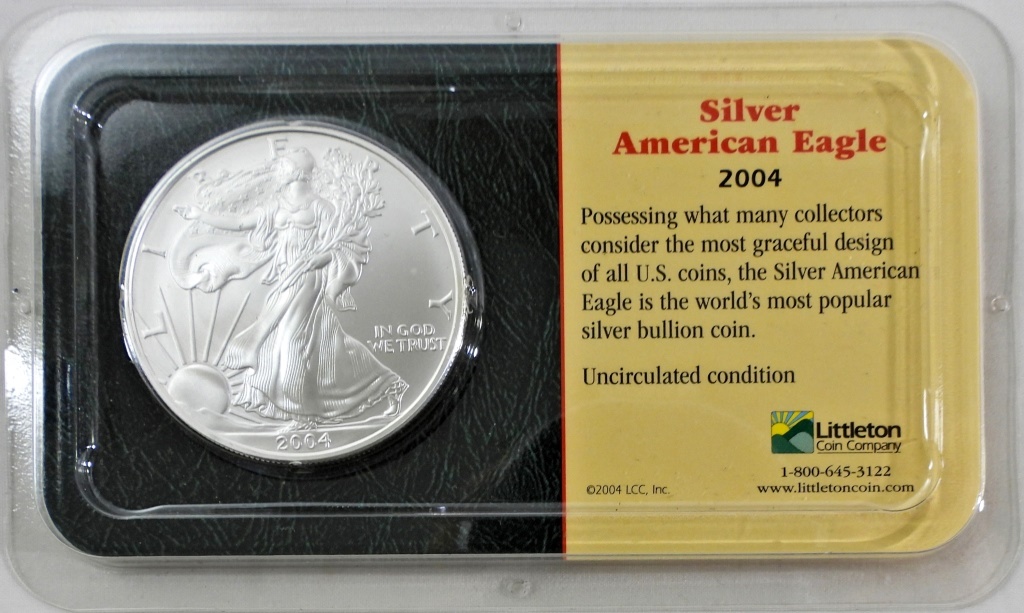 LIBERTY
IN GOD
WE TRUST
2004
Silver
American Eagle
2004
Possessing what many collectors
consider the most graceful design
of all U.S. coins, the Silver American
Eagle is the world's most popular
silver bullion coin.
Uncirculated condition
Littleton
Coin Company
1-800-645-3122
©2004 LCC, Inc.
www.littletoncoin.com